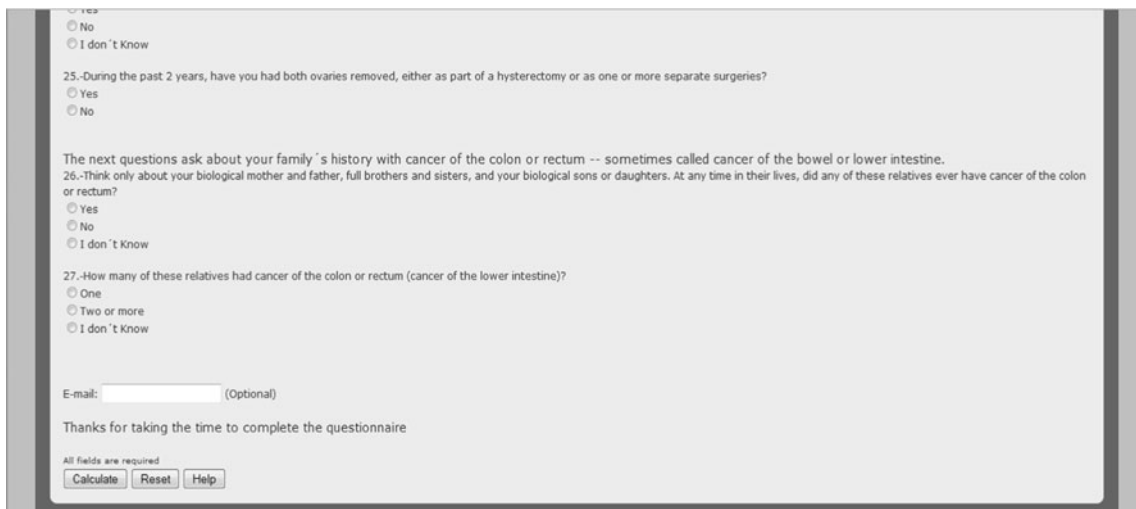 Yes
No
I don´t Know
25.-During the past 2 years, have you had both ovaries removed, either as part of a hysterectomy or as one or more separate surgeries?
Yes
No
The next questions ask about your family´s history with cancer of the colon or rectum -- sometimes called cancer of the bowel or lower intestine.
26.-Think only about your biological mother and father, full brothers and sisters, and your biological sons or daughters. At any time in their lives, did any of these relatives ever have cancer of the colon
or rectum?
Yes
No
I don´t Know
27.-How many of these relatives had cancer of the colon or rectum (cancer of the lower intestine)?
One
Two or more
I don´t Know
E-mail: (Optional)
Thanks for taking the time to complete the questionnaire
All fields are required
Calculate Reset Help